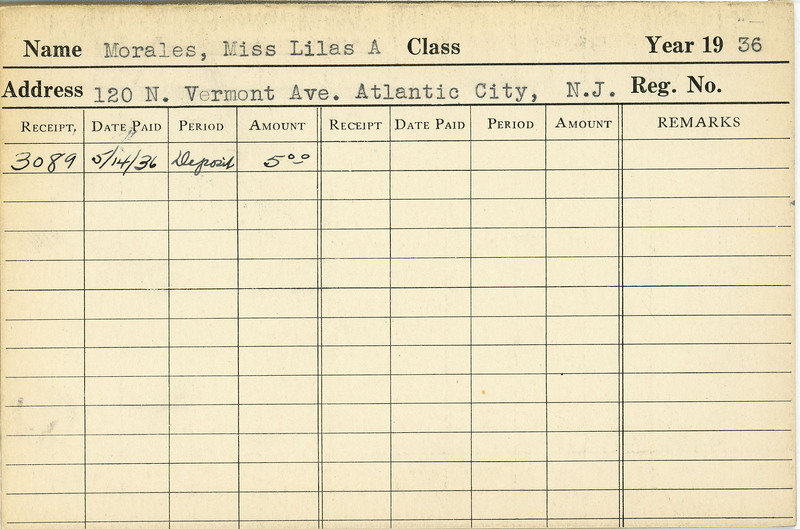 Name Morales, Miss Lilas A Class Year 19 36
Address 120 N. Vermont Ave. Atlantic City, N.J. Reg. No.
RECEIPT, DATE PAID PERIOD AMOUNT RECEIPT DATE PAID PERIOD AMOUNT REMARKS
3089 5/14/36 Deposit 5 00